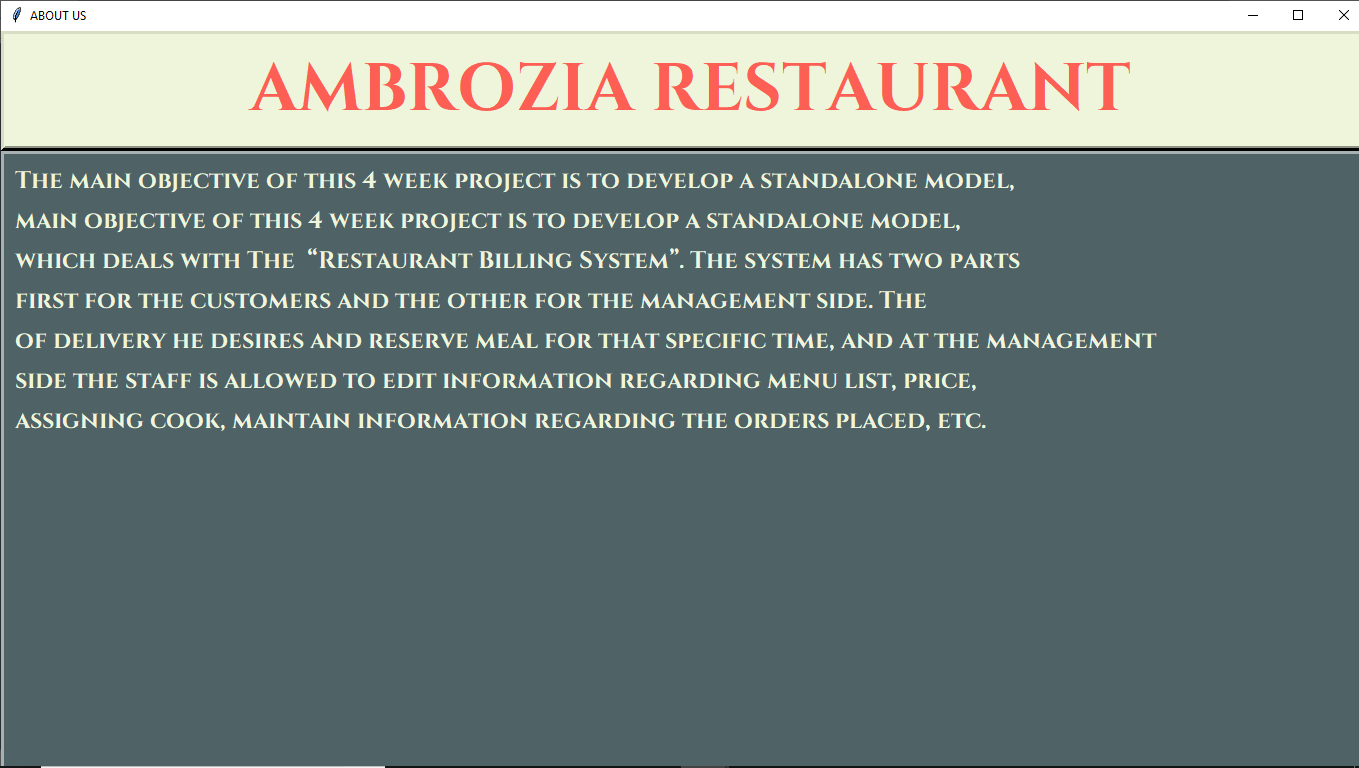 ABOUT US
AMBROZIA RESTAURANT
The main objective of this 4 week project is to develop a standalone model,
main objective of this 4 week project is to develop a standalone model,
which deals with The  “Restaurant Billing System”. The system has two parts
first for the customers and the other for the management side. The
of delivery he desires and reserve meal for that specific time, and at the management
side the staff is allowed to edit information regarding menu list, price,
assigning cook, maintain information regarding the orders placed, etc.